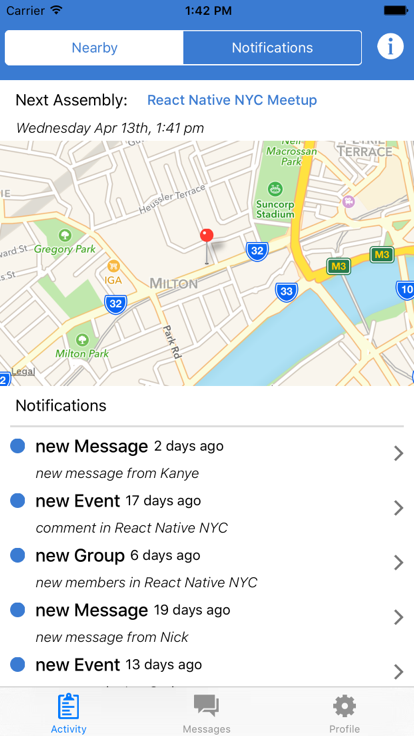 Carrier 1:42 PM
Nearby Notifications
Next Assembly: React Native NYC Meetup
Wednesday Apr 13th, 1:41 pm
Neil
Macrossan
Park
TERRACE
Heussler Terrace
Suncorp
Stadium
Gregory Park
32
M3
M3
IGA
MILTON
33
10
32
Park Rd
Milton Park
Legal
Notifications
new Message 2 days ago
new message from Kanye
new Event 17 days ago
comment in React Native NYC
new Group 6 days ago
new members in React Native NYC
new Message 19 days ago
new message from Nick
new Event 13 days ago
Activity Messages Profile